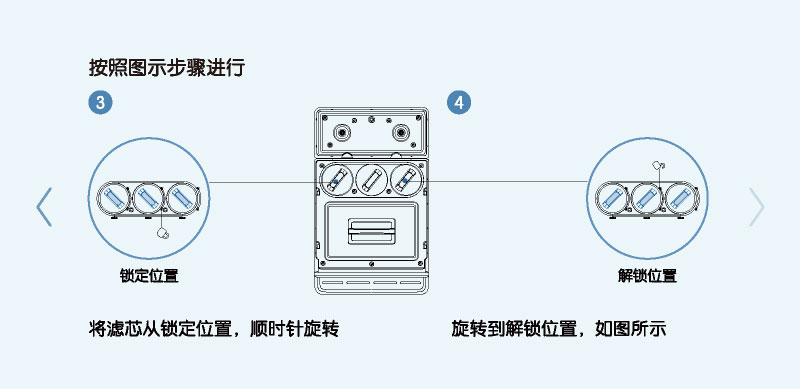 按照图示步骤进行
3
4
锁定位置
解锁位置
将滤芯从锁定位置，顺时针旋转
旋转到解锁位置，如图所示